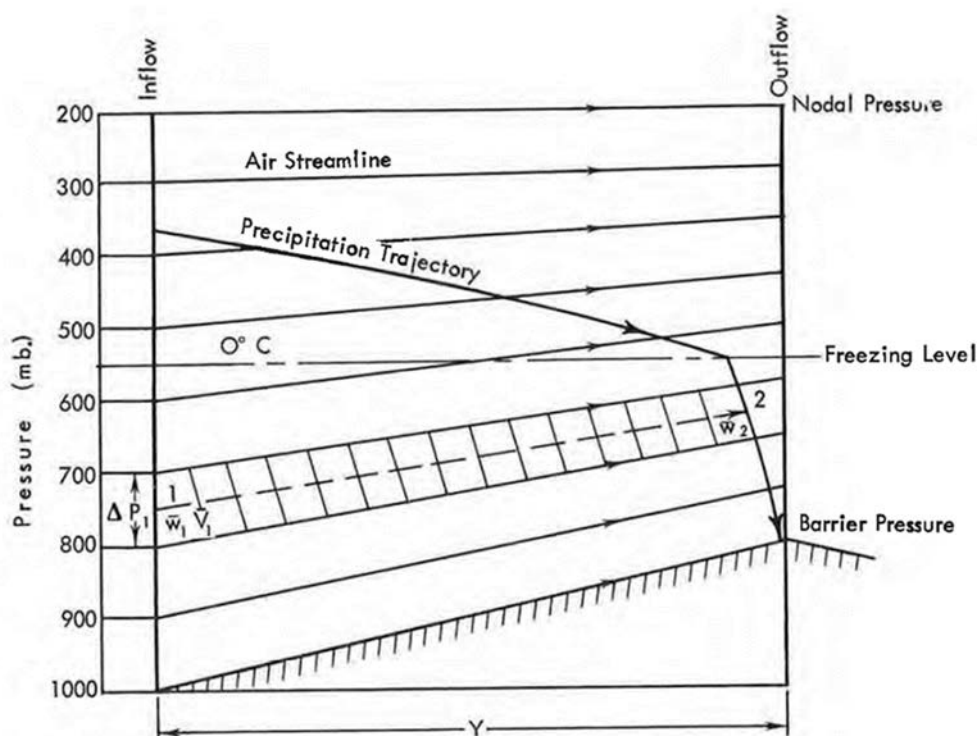 Inflow
Outflow
200
Nodal Pressure
Air Streamline
300
Precipitation Trajectory
400
500
0° C
Freezing Level
600
2
w̄₂
700
1
Δ P₁
w̄₁ V̄₁
800
Barrier Pressure
900
1000
Pressure (mb.)
Y